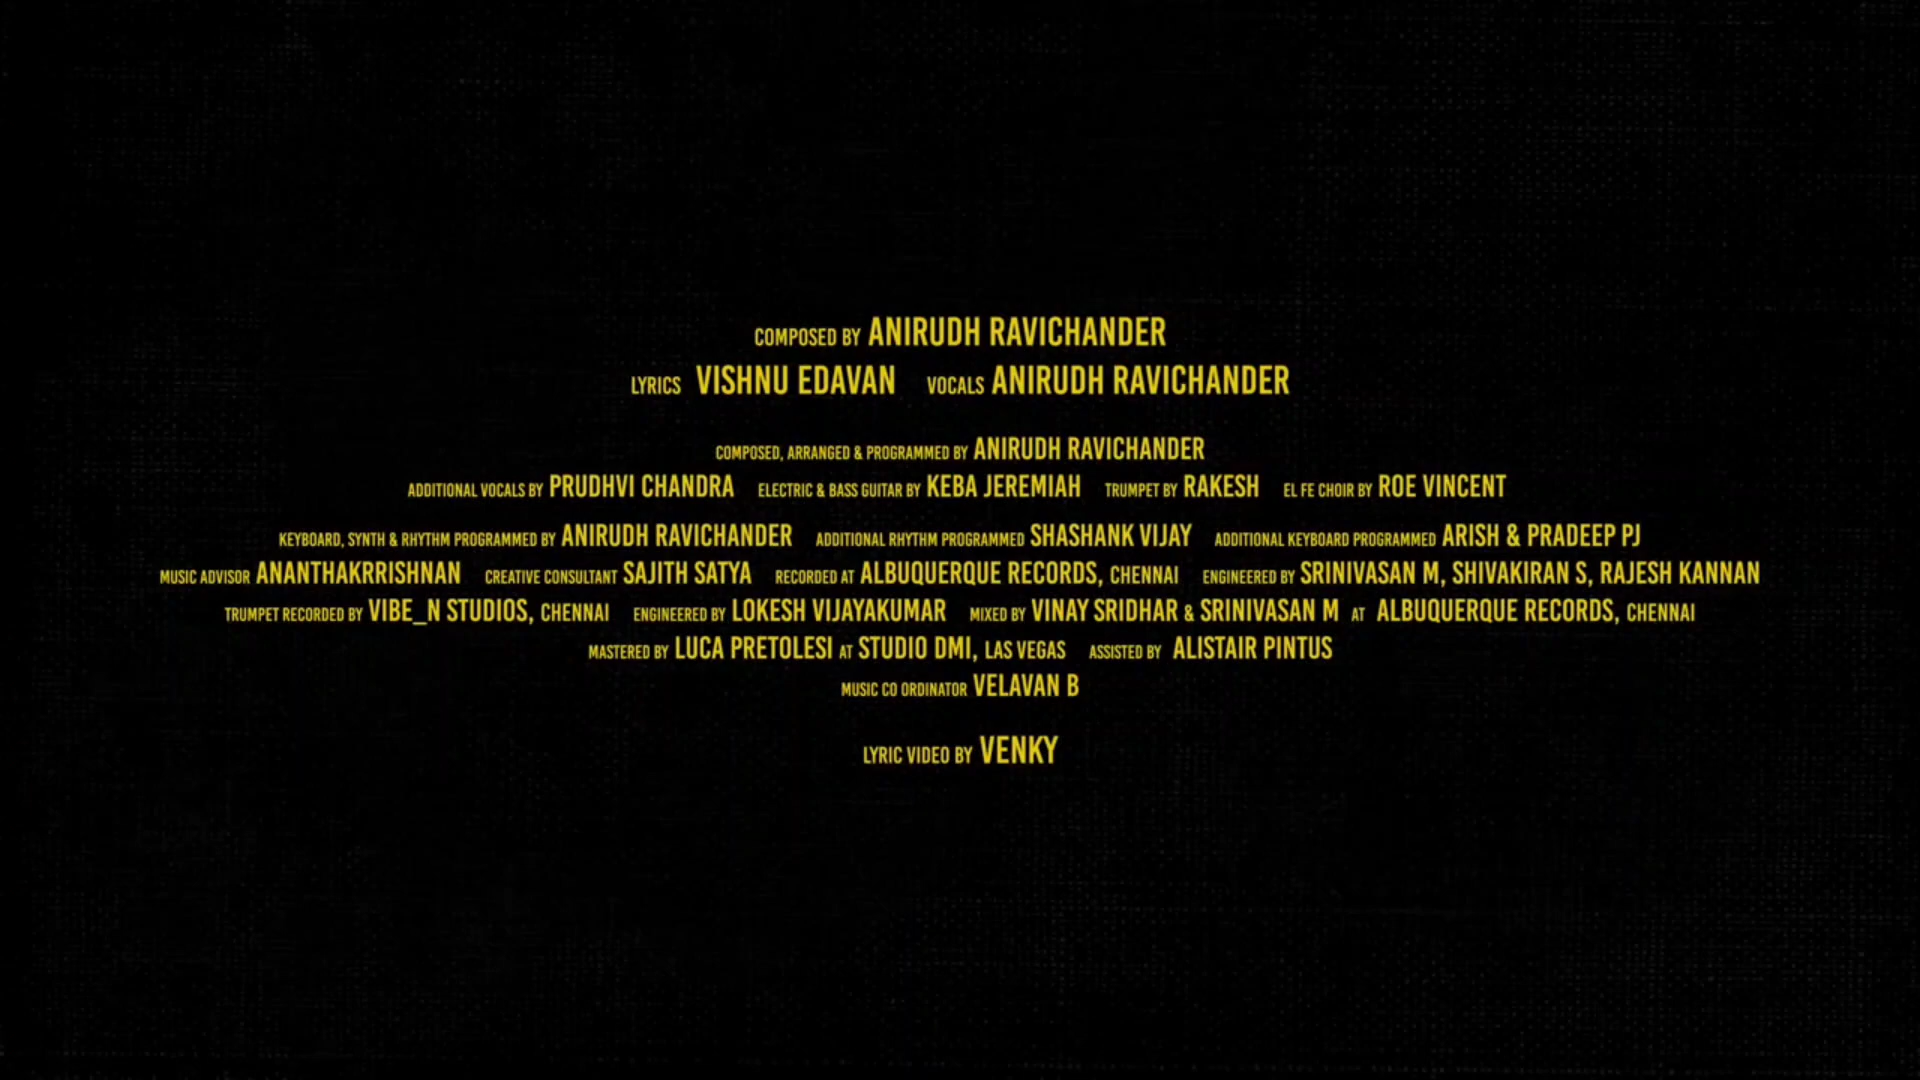 COMPOSED BY ANIRUDH RAVICHANDER
LYRICS VISHNU EDAVAN VOCALS ANIRUDH RAVICHANDER
COMPOSED, ARRANGED & PROGRAMMED BY ANIRUDH RAVICHANDER
ADDITIONAL VOCALS BY PRUDHVI CHANDRA ELECTRIC & BASS GUITAR BY KEBA JEREMIAH TRUMPET BY RAKESH EL FE CHOIR BY ROE VINCENT
KEYBOARD, SYNTH & RHYTHM PROGRAMMED BY ANIRUDH RAVICHANDER ADDITIONAL RHYTHM PROGRAMMED SHASHANK VIJAY ADDITIONAL KEYBOARD PROGRAMMED ARISH & PRADEEP PJ
MUSIC ADVISOR ANANTHAKRRISHNAN CREATIVE CONSULTANT SAJITH SATYA RECORDED AT ALBUQUERQUE RECORDS, CHENNAI ENGINEERED BY SRINIVASAN M, SHIVAKIRAN S, RAJESH KANNAN
TRUMPET RECORDED BY VIBE_N STUDIOS, CHENNAI ENGINEERED BY LOKESH VIJAYAKUMAR MIXED BY VINAY SRIDHAR & SRINIVASAN M AT ALBUQUERQUE RECORDS, CHENNAI
MASTERED BY LUCA PRETOLESI AT STUDIO DMI, LAS VEGAS ASSISTED BY ALISTAIR PINTUS
MUSIC CO ORDINATOR VELAVAN B
LYRIC VIDEO BY VENKY